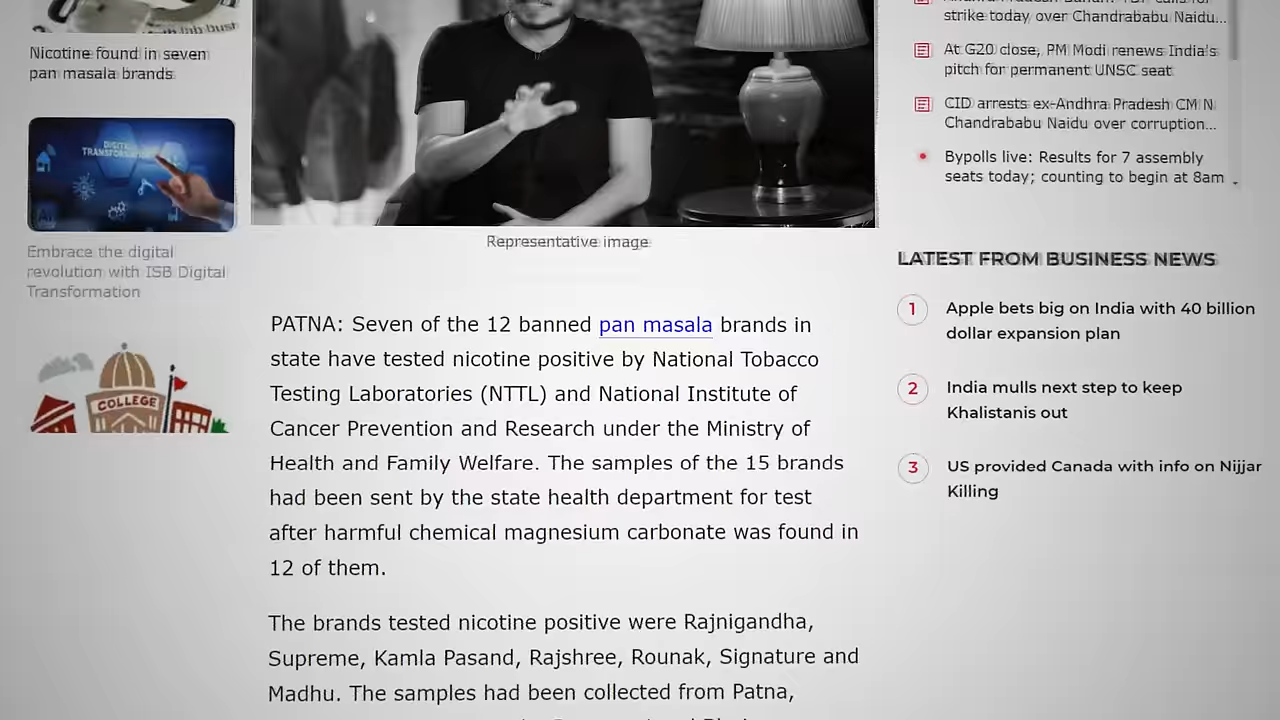 Nicotine found in seven
pan masala brands
DIGITAL
TRANSFORMATION
Embrace the digital
revolution with ISB Digital
Transformation
COLLEGE
Representative image
PATNA: Seven of the 12 banned pan masala brands in
state have tested nicotine positive by National Tobacco
Testing Laboratories (NTTL) and National Institute of
Cancer Prevention and Research under the Ministry of
Health and Family Welfare. The samples of the 15 brands
had been sent by the state health department for test
after harmful chemical magnesium carbonate was found in
12 of them.
The brands tested nicotine positive were Rajnigandha,
Supreme, Kamla Pasand, Rajshree, Rounak, Signature and
Madhu. The samples had been collected from Patna,
strike today over Chandrababu Naidu...
At G20 close, PM Modi renews India's
pitch for permanent UNSC seat
CID arrests ex-Andhra Pradesh CM N
Chandrababu Naidu over corruption...
Bypolls live: Results for 7 assembly
seats today; counting to begin at 8am
LATEST FROM BUSINESS NEWS
1 Apple bets big on India with 40 billion
dollar expansion plan
2 India mulls next step to keep
Khalistanis out
3 US provided Canada with info on Nijjar
Killing